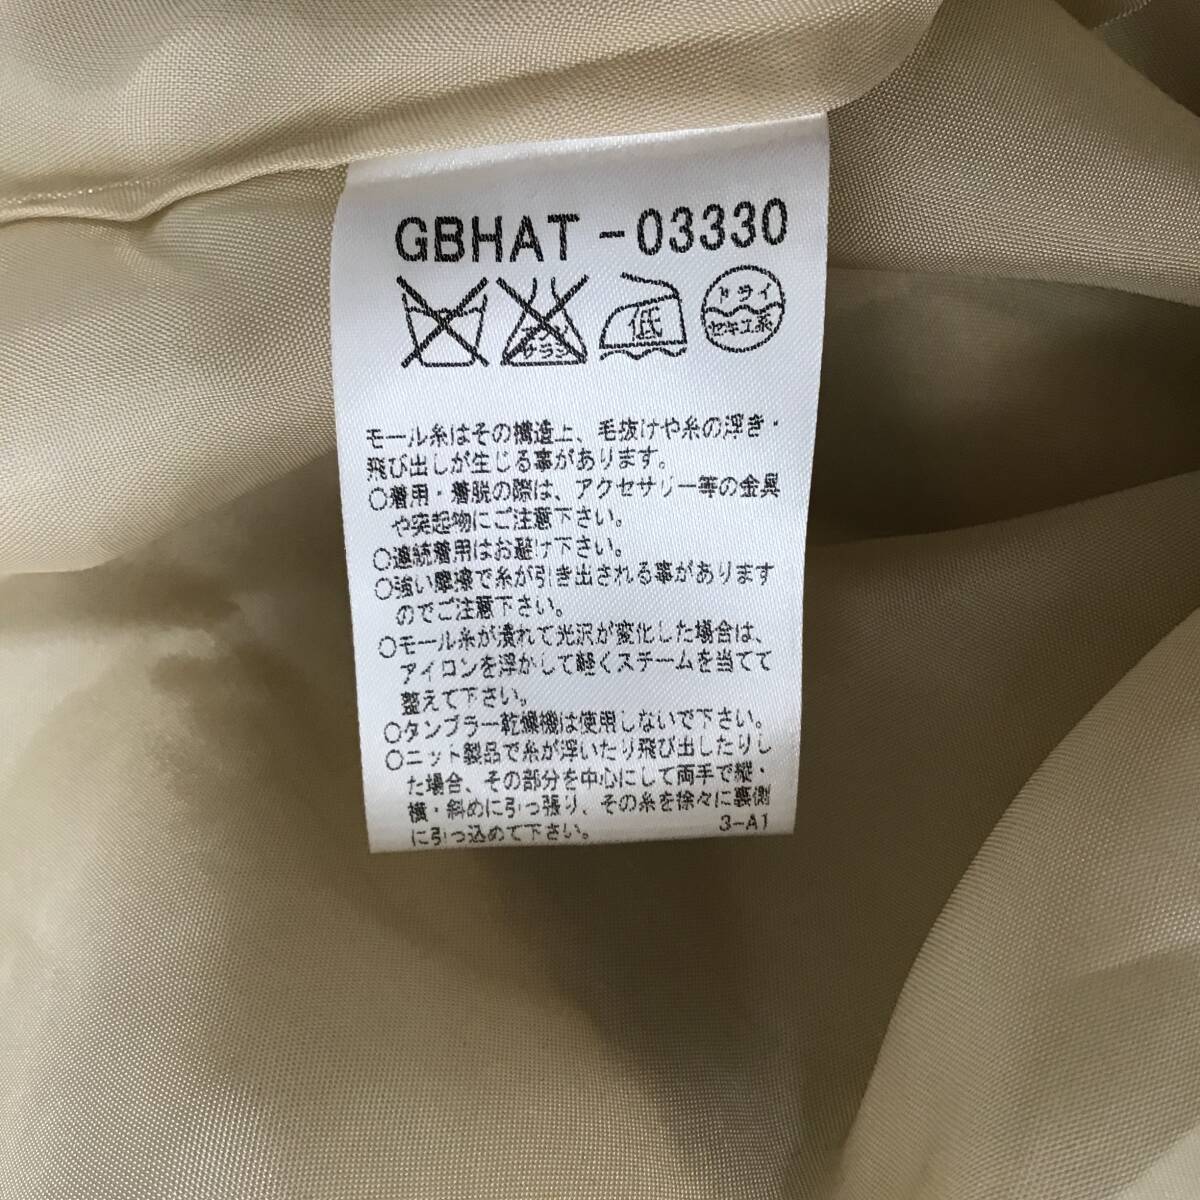 GBHAT -03330
エンソ
サラシ
低
ドライ
セキユ系
モール糸はその構造上、毛抜けや糸の浮き・
飛び出しが生じる事があります。
○着用・着脱の際は、アクセサリー等の金具
や突起物にご注意下さい。
○連続着用はお避け下さい。
○強い摩擦で糸が引き出される事があります
のでご注意下さい。
○モール糸が潰れて光沢が変化した場合は、
アイロンを浮かして軽くスチームを当てて
整えて下さい。
○タンブラー乾燥機は使用しないで下さい。
○ニット製品で糸が浮いたり飛び出したりし
た場合、その部分を中心にして両手で縦・
横・斜めに引っ張り、その糸を徐々に裏側
に引っ込めて下さい。
3-A1